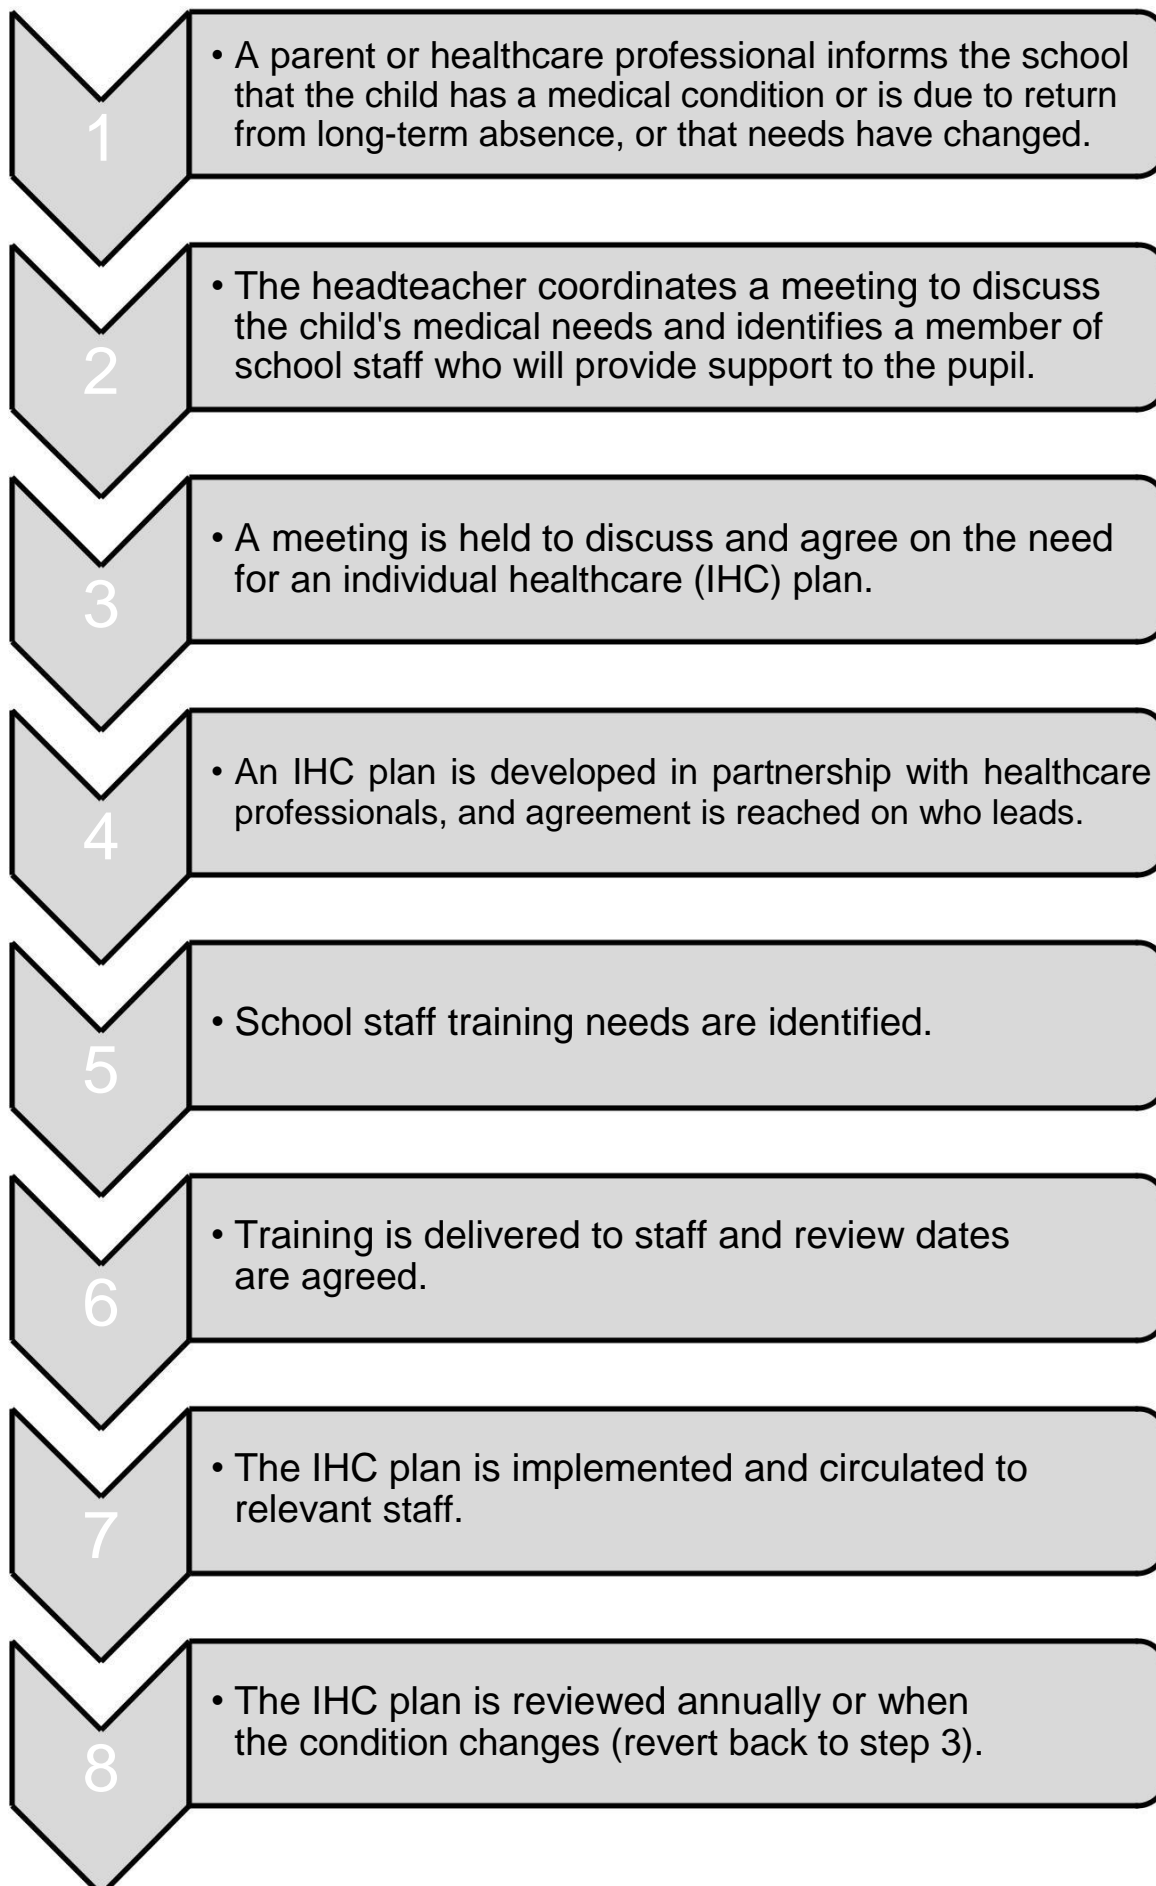 1
• A parent or healthcare professional informs the school
that the child has a medical condition or is due to return
from long-term absence, or that needs have changed.
2
• The headteacher coordinates a meeting to discuss
the child's medical needs and identifies a member of
school staff who will provide support to the pupil.
3
• A meeting is held to discuss and agree on the need
for an individual healthcare (IHC) plan.
4
• An IHC plan is developed in partnership with healthcare
professionals, and agreement is reached on who leads.
5
• School staff training needs are identified.
6
• Training is delivered to staff and review dates
are agreed.
7
• The IHC plan is implemented and circulated to
relevant staff.
8
• The IHC plan is reviewed annually or when
the condition changes (revert back to step 3).